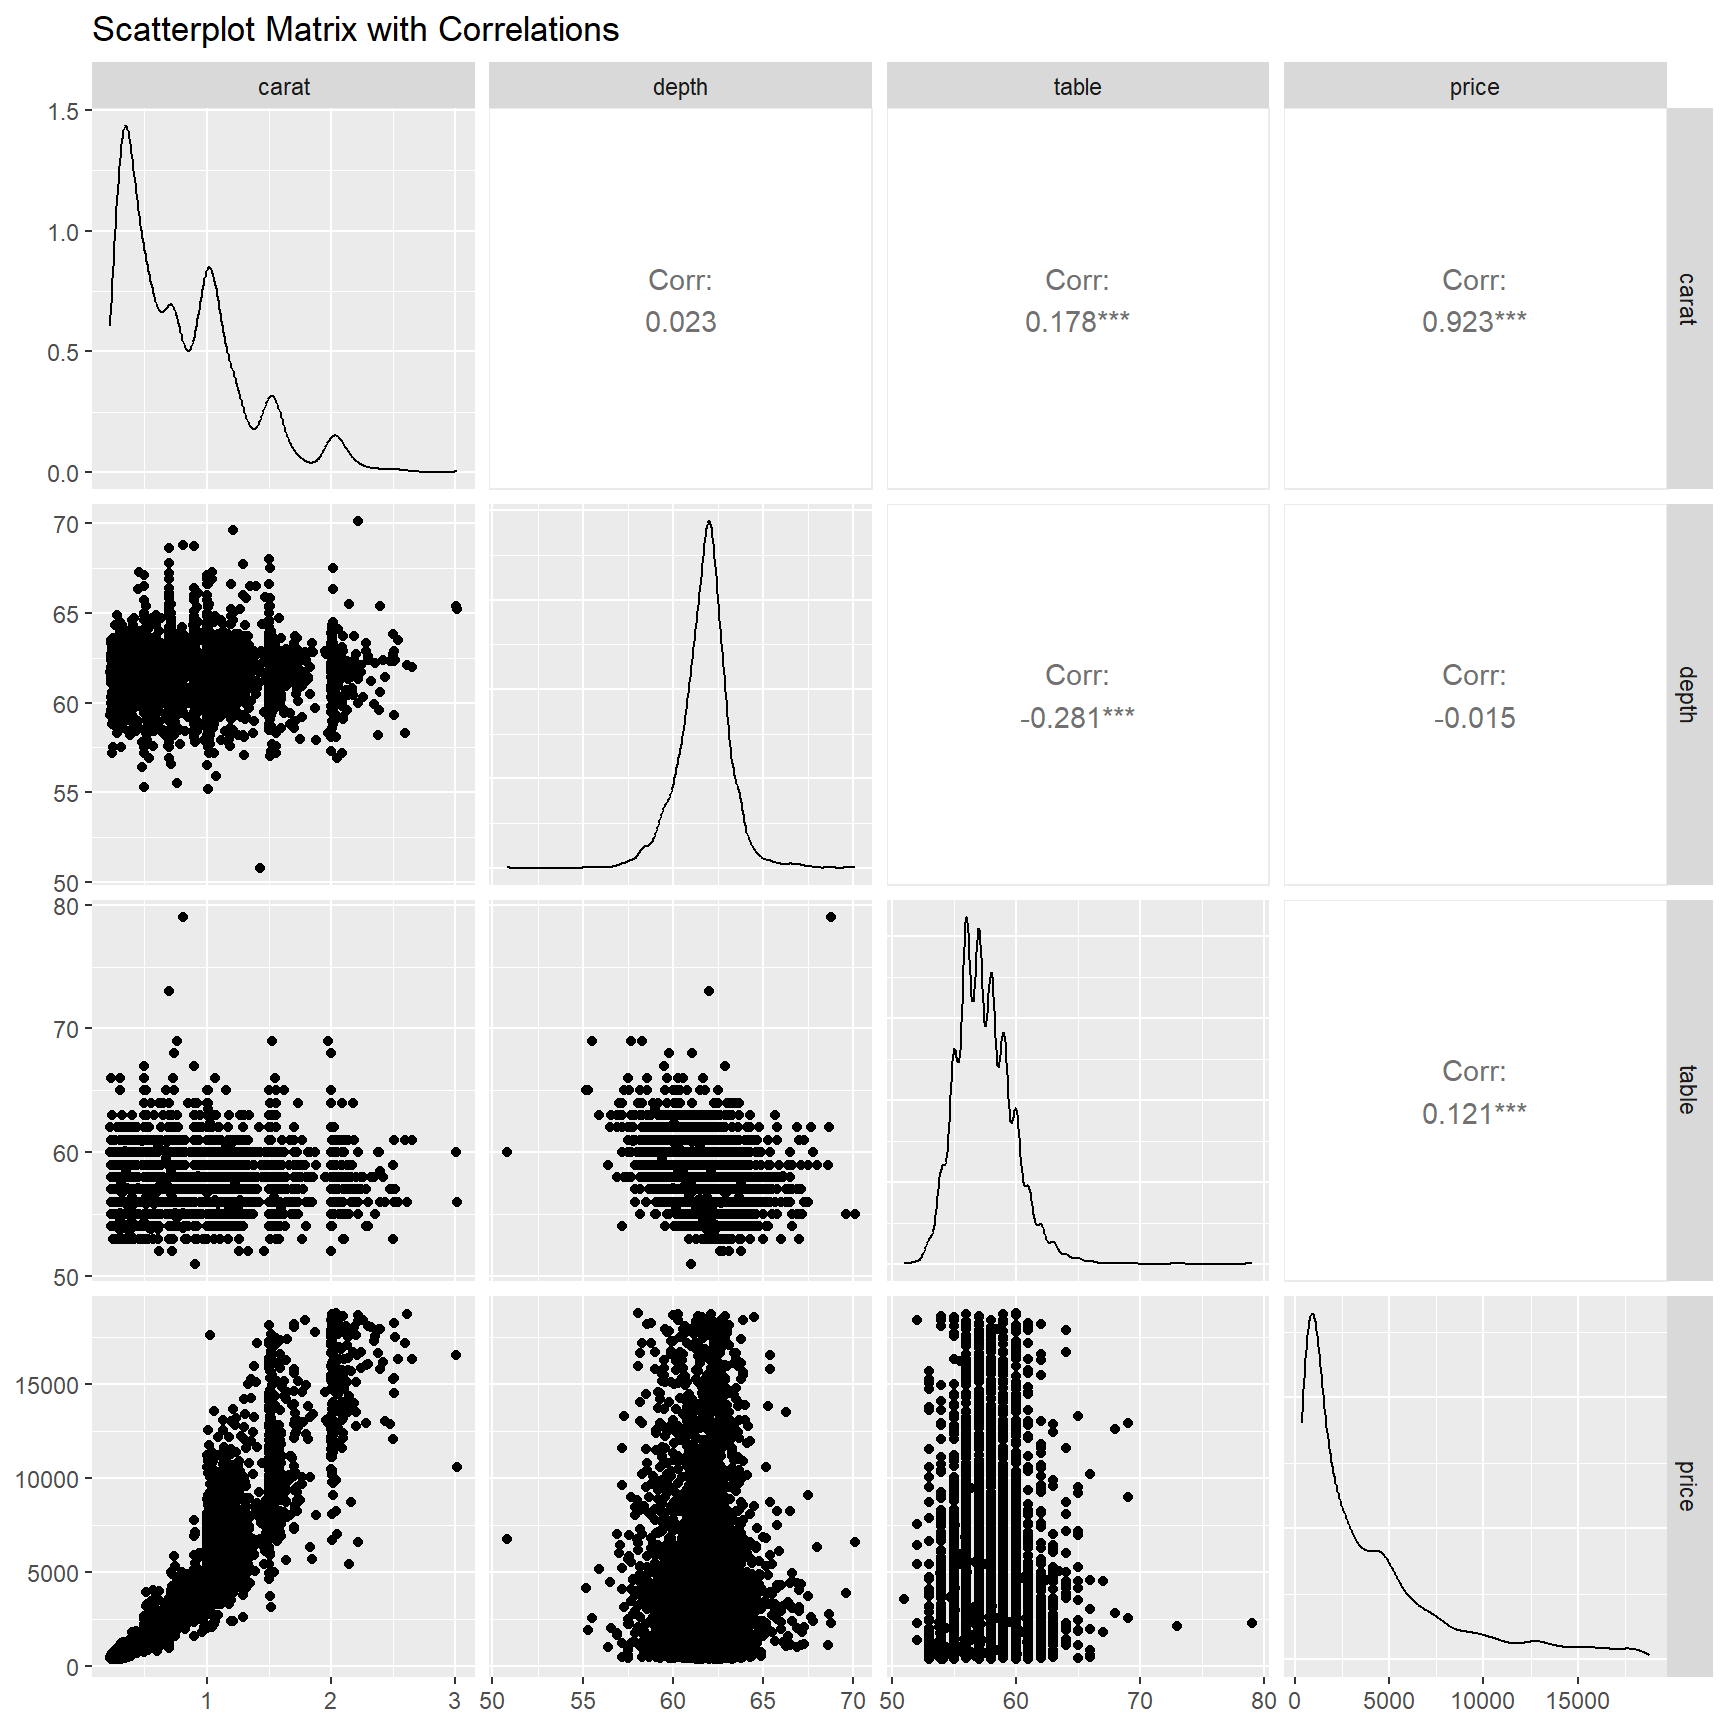 Scatterplot Matrix with Correlations
carat depth table price
1.5
1.0
0.5
0.0
Corr:
0.023
Corr:
0.178***
Corr:
0.923***
carat
70
65
60
55
50
Corr:
-0.281***
Corr:
-0.015
depth
80
70
60
50
Corr:
0.121***
table
15000
10000
5000
0
price
1 2 3 50 55 60 65 70 50 60 70 80 0 5000 10000 15000